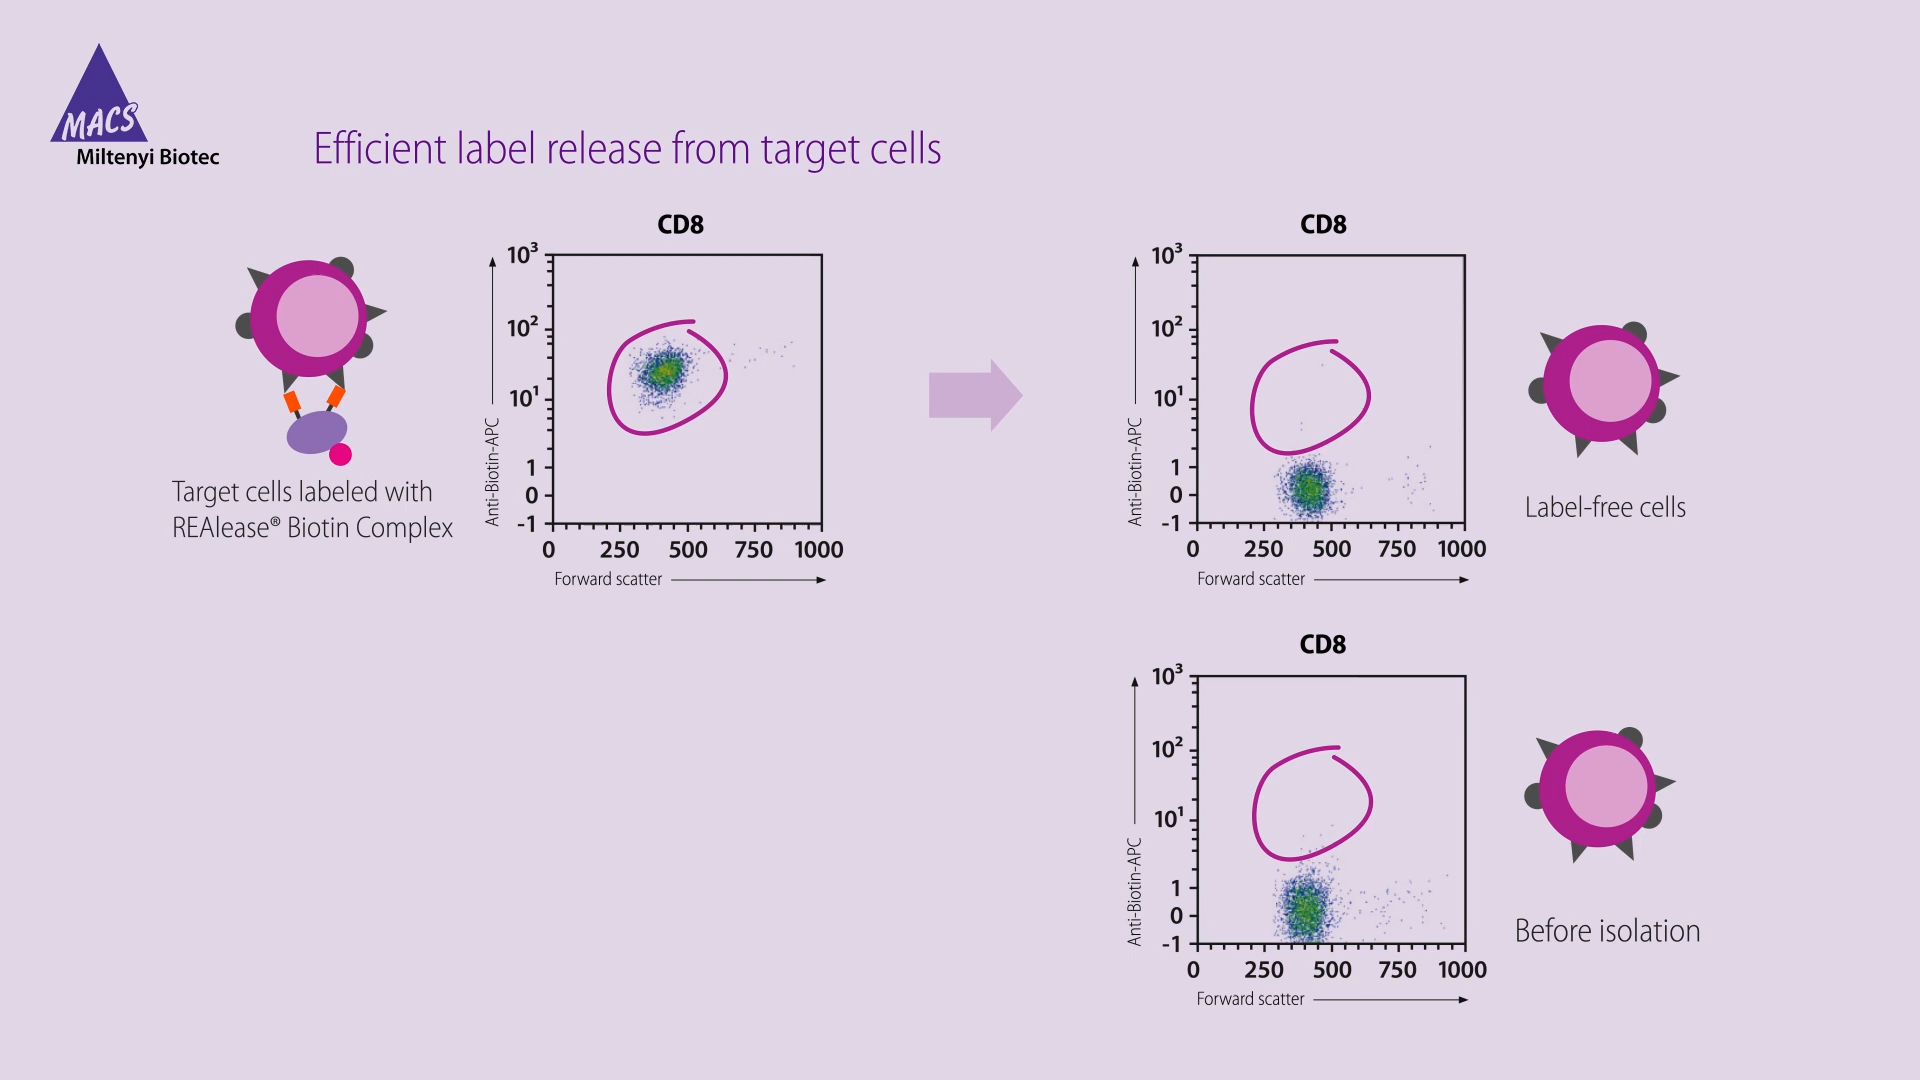 MACS
Miltenyi Biotec
Efficient label release from target cells
CD8
10³
10²
10¹
1
0
-1
Anti-Biotin-APC
0 250 500 750 1000
Forward scatter
Target cells labeled with
REAlease® Biotin Complex
CD8
10³
10²
10¹
1
0
-1
Anti-Biotin-APC
0 250 500 750 1000
Forward scatter
Label-free cells
CD8
10³
10²
10¹
1
0
-1
Anti-Biotin-APC
0 250 500 750 1000
Forward scatter
Before isolation